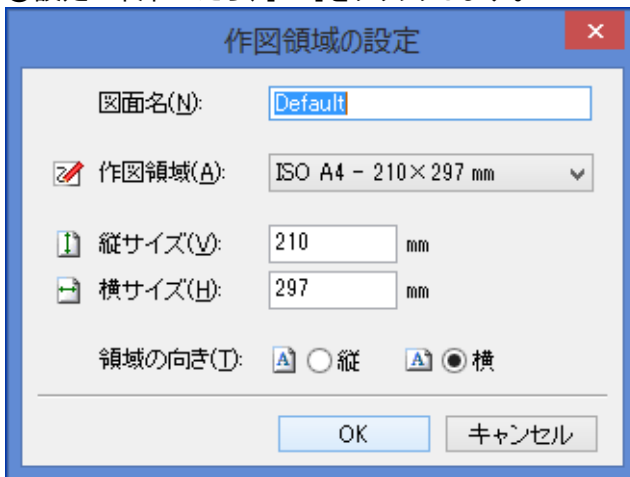 作図領域の設定
図面名(N):
Default
作図領域(A):
ISO A4 - 210×297 mm
縦サイズ(V):
210
mm
横サイズ(H):
297
mm
領域の向き(T):
縦
横
OK
キャンセル